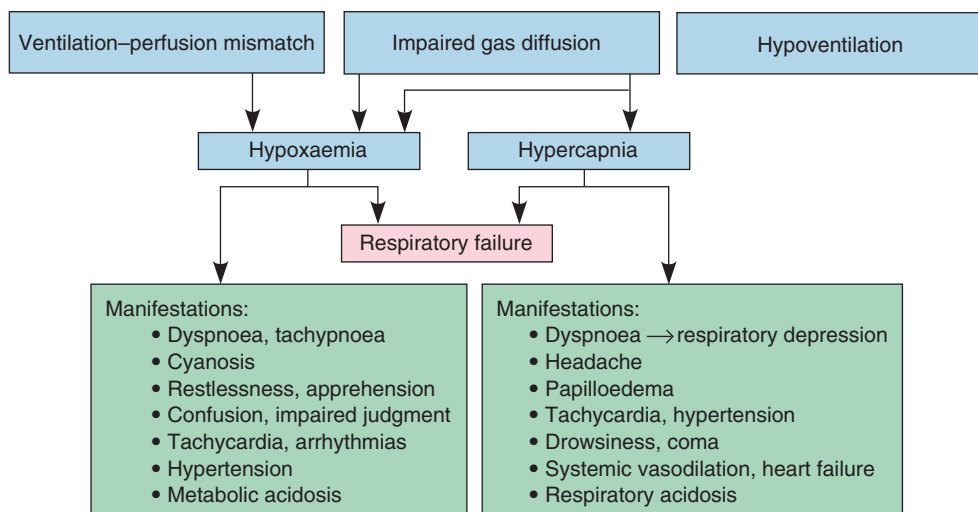 Ventilation–perfusion mismatch
Impaired gas diffusion
Hypoventilation
Hypoxaemia
Hypercapnia
Respiratory failure
Manifestations:
• Dyspnoea, tachypnoea
• Cyanosis
• Restlessness, apprehension
• Confusion, impaired judgment
• Tachycardia, arrhythmias
• Hypertension
• Metabolic acidosis
Manifestations:
• Dyspnoea → respiratory depression
• Headache
• Papilloedema
• Tachycardia, hypertension
• Drowsiness, coma
• Systemic vasodilation, heart failure
• Respiratory acidosis